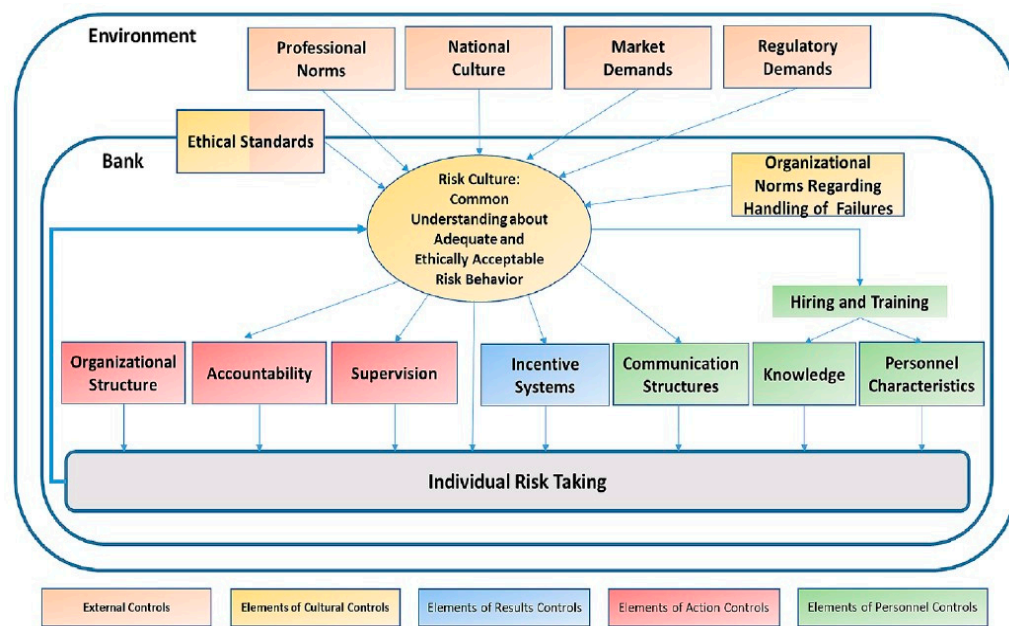 Environment
Professional
Norms
National
Culture
Market
Demands
Regulatory
Demands
Ethical Standards
Bank
Risk Culture:
Common
Understanding about
Adequate and
Ethically Acceptable
Risk Behavior
Organizational
Norms Regarding
Handling of Failures
Hiring and Training
Organizational
Structure
Accountability
Supervision
Incentive
Systems
Communication
Structures
Knowledge
Personnel
Characteristics
Individual Risk Taking
External Controls
Elements of Cultural Controls
Elements of Results Controls
Elements of Action Controls
Elements of Personnel Controls